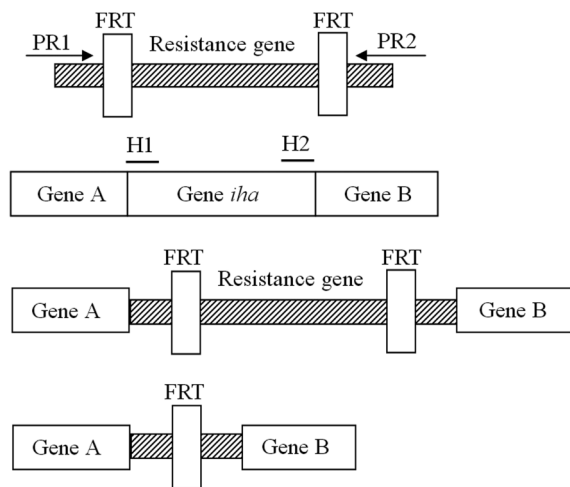 FRT FRT
PR1 Resistance gene PR2
H1 H2
Gene A Gene iha Gene B
FRT FRT
Resistance gene
Gene A Gene B
FRT
Gene A Gene B